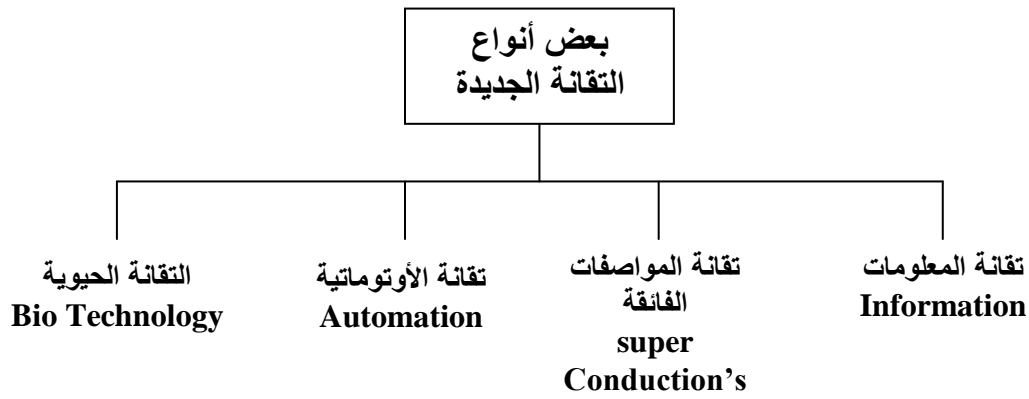 بعض أنواع
التقانة الجديدة
تقانة المعلومات
Information
تقانة المواصفات
الفائقة
super
Conduction’s
تقانة الأوتوماتية
Automation
التقانة الحيوية
Bio Technology